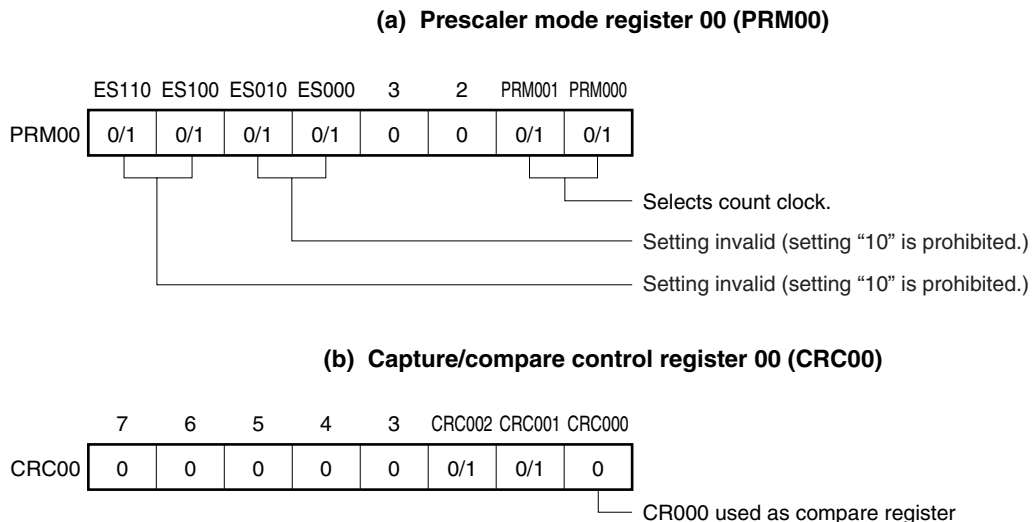 (a) Prescaler mode register 00 (PRM00)
ES110 ES100 ES010 ES000 3 2 PRM001 PRM000
PRM00 0/1 0/1 0/1 0/1 0 0 0/1 0/1
Selects count clock.
Setting invalid (setting “10” is prohibited.)
Setting invalid (setting “10” is prohibited.)
(b) Capture/compare control register 00 (CRC00)
7 6 5 4 3 CRC002 CRC001 CRC000
CRC00 0 0 0 0 0 0/1 0/1 0
CR000 used as compare register